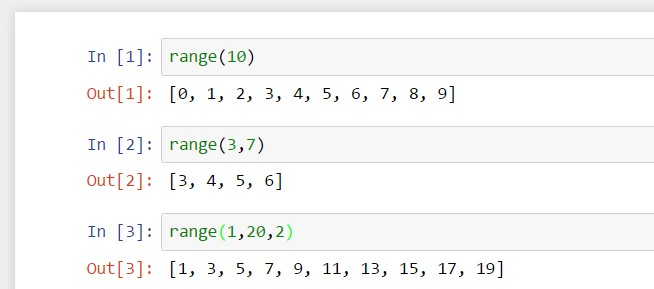 In [1]: range(10)
Out[1]: [0, 1, 2, 3, 4, 5, 6, 7, 8, 9]
In [2]: range(3,7)
Out[2]: [3, 4, 5, 6]
In [3]: range(1,20,2)
Out[3]: [1, 3, 5, 7, 9, 11, 13, 15, 17, 19]